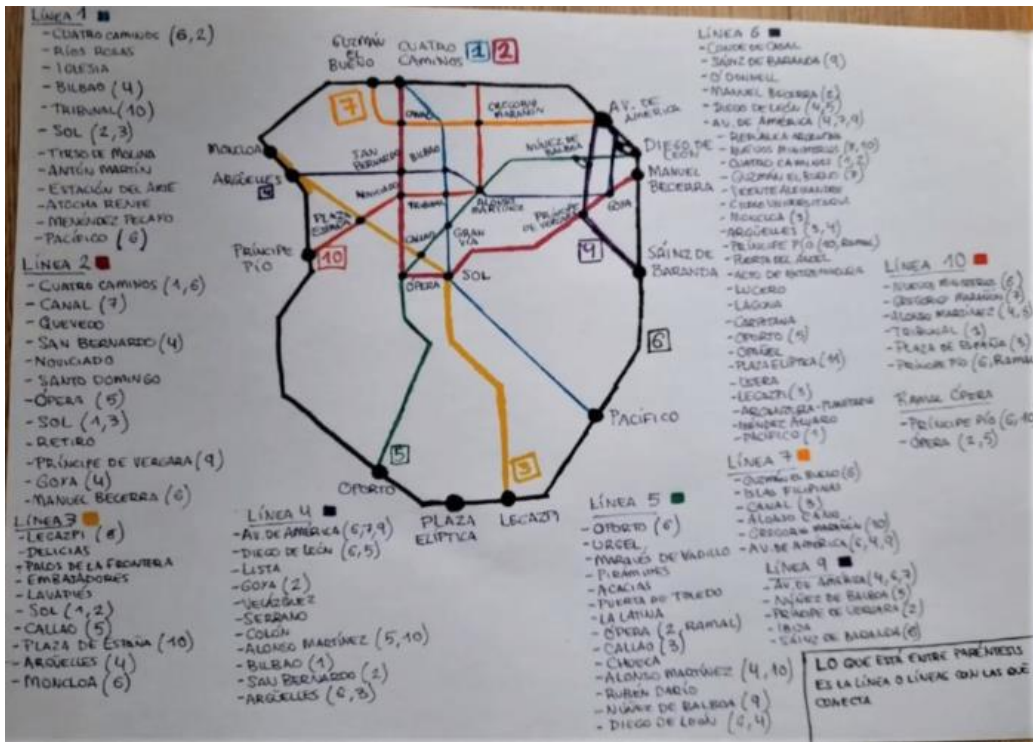 LÍNEA 1
- CUATRO CAMINOS (6,2)
- RÍOS ROSAS
- IGLESIA
- BILBAO (4)
- TRIBUNAL (10)
- SOL (2,3)
- TIRSO DE MOLINA
- ANTÓN MARTÍN
- ESTACIÓN DEL ARTE
- ATOCHA RENFE
- MENÉNDEZ PELAYO
- PACÍFICO (6)
LÍNEA 2
- CUATRO CAMINOS (1,6)
- CANAL (7)
- QUEVEDO
- SAN BERNARDO (4)
- NOVICIADO
- SANTO DOMINGO
- ÓPERA (5)
- SOL (1,3)
- RETIRO
- PRÍNCIPE DE VERGARA (9)
- GOYA (4)
- MANUEL BECERRA (6)
LÍNEA 3
- LEGAZPI (6)
- DELICIAS
- PALOS DE LA FRONTERA
- EMBAJADORES
- LAVAPIÉS
- SOL (1,2)
- CALLAO (5)
- PLAZA DE ESPAÑA (10)
- ARGÜELLES (4)
- MONCLOA (6)
LÍNEA 4
- AV. DE AMÉRICA (6,7,9)
- DIEGO DE LEÓN (6,5)
- LISTA
- GOYA (2)
- VELÁZQUEZ
- SERRANO
- COLÓN
- ALONSO MARTÍNEZ (5,10)
- BILBAO (1)
- SAN BERNARDO (2)
- ARGÜELLES (6,3)
GUZMÁN
EL
BUENO
CUATRO
CAMINOS
1
2
7
CANAL
GREGORIO
MARAÑÓN
AV. DE
AMÉRICA
MONCLOA
SAN
BERNARDO
BILBAO
NÚÑEZ DE
BALBOA
DIEGO DE
LEÓN
ARGÜELLES
MANUEL
BECERRA
4
NOVICIADO
TRIBUNAL
ALONSO
MARTÍNEZ
PRÍNCIPE
DE VERGARA
GOYA
PLAZA
ESPAÑA
CALLAO
GRAN
VÍA
PRÍNCIPE
PÍO
10
ÓPERA
SOL
SÁINZ DE
BARANDA
6
PACÍFICO
5
3
OPORTO
PLAZA
ELÍPTICA
LEGAZPI
LÍNEA 5
- OPORTO (6)
- URGEL
- MARQUÉS DE VADILLO
- PIRÁMIDES
- ACACIAS
- PUERTA DE TOLEDO
- LA LATINA
- ÓPERA (2, RAMAL)
- CALLAO (3)
- CHUECA
- ALONSO MARTÍNEZ (4,10)
- RUBÉN DARÍO
- NÚÑEZ DE BALBOA (9)
- DIEGO DE LEÓN (6,4)
LÍNEA 6
- CONDE DE CASAL
- SÁINZ DE BARANDA (9)
- O'DONNELL
- MANUEL BECERRA (2)
- DIEGO DE LEÓN (4,5)
- AV. DE AMÉRICA (4,7,9)
- REPÚBLICA ARGENTINA
- NUEVOS MINISTERIOS (8,10)
- CUATRO CAMINOS (1,2)
- GUZMÁN EL BUENO (7)
- VICENTE ALEIXANDRE
- CIUDAD UNIVERSITARIA
- MONCLOA (3)
- ARGÜELLES (3,4)
- PRÍNCIPE PÍO (10, RAMAL)
- PUERTA DEL ÁNGEL
- ALTO DE EXTREMADURA
- LUCERO
- LAGUNA
- CARPETANA
- OPORTO (5)
- OPAÑEL
- PLAZA ELÍPTICA (11)
- USERA
- LEGAZPI (3)
- ARGANZUELA-PLANETARIO
- MÉNDEZ ÁLVARO
- PACÍFICO (1)
LÍNEA 7
- GUZMÁN EL BUENO (6)
- ISLAS FILIPINAS
- CANAL
- ALONSO CANO
- GREGORIO MARAÑÓN (10)
- AV. DE AMÉRICA (6,4,9)
LÍNEA 9
- AV. DE AMÉRICA (4,6,7)
- NÚÑEZ DE BALBOA (5)
- PRÍNCIPE DE VERGARA (2)
- IBIZA
- SÁINZ DE BARANDA (6)
LÍNEA 10
- NUEVOS MINISTERIOS (6)
- GREGORIO MARAÑÓN (7)
- ALONSO MARTÍNEZ (4,5)
- TRIBUNAL (1)
- PLAZA DE ESPAÑA (3)
- PRÍNCIPE PÍO (6, RAMAL
RAMAL ÓPERA
- PRÍNCIPE PÍO (6,10
- ÓPERA (2,5)
LO QUE ESTÁ ENTRE PARÉNTESIS
ES LA LÍNEA O LÍNEAS CON LAS QUE
CONECTA